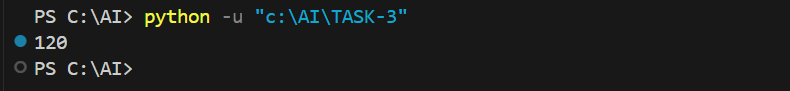 PS C:\AI> python -u "c:\AI\TASK-3"
120
PS C:\AI>